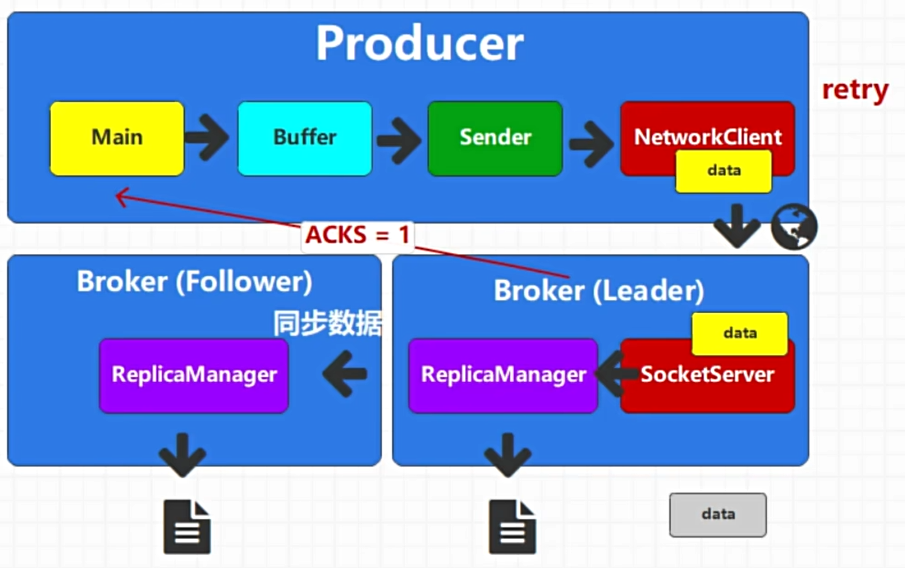 Producer
retry
Main
Buffer
Sender
NetworkClient
data
ACKS = 1
Broker (Follower)
Broker (Leader)
同步数据
data
ReplicaManager
ReplicaManager
SocketServer
data